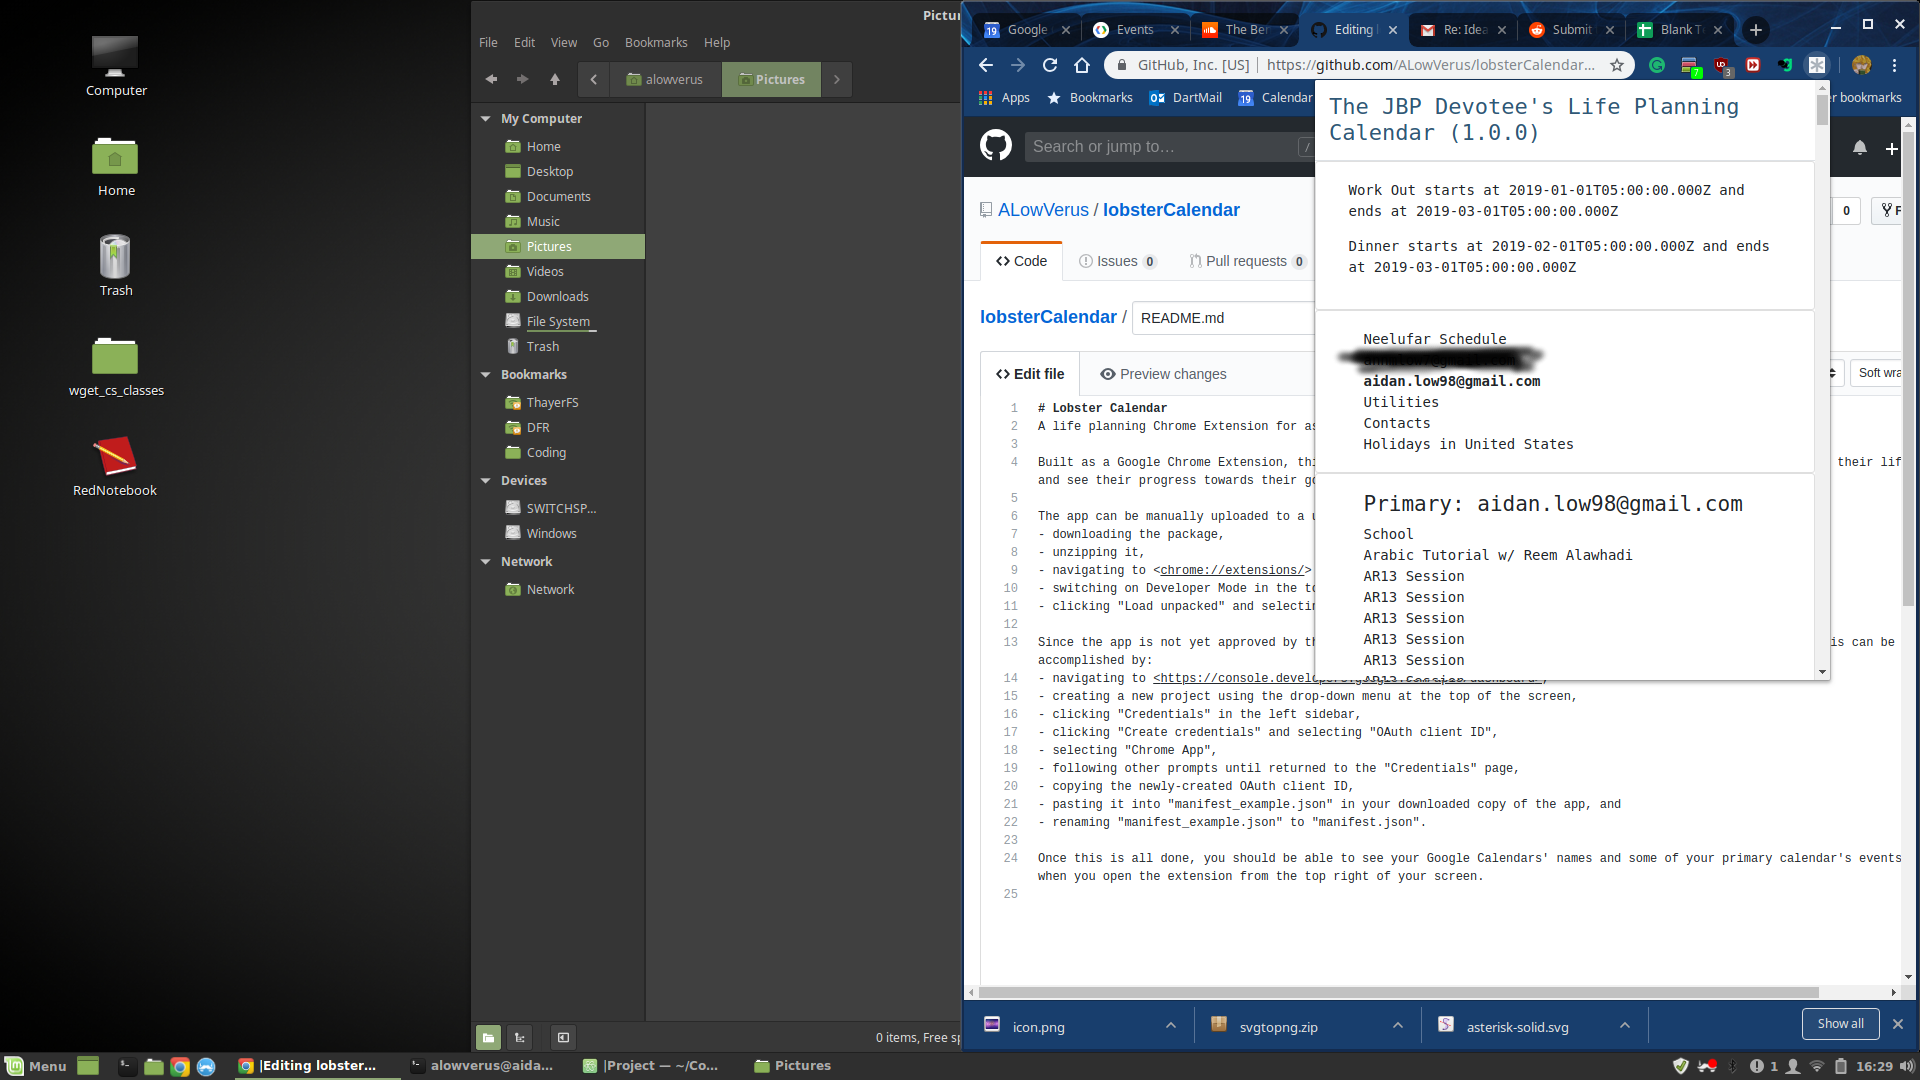 Computer
Home
Trash
wget_cs_classes
RedNotebook
Pictu
File Edit View Go Bookmarks Help
alowverus Pictures
My Computer
Home
Desktop
Documents
Music
Pictures
Videos
Downloads
File System
Trash
Bookmarks
ThayerFS
DFR
Coding
Devices
SWITCHSP...
Windows
Network
Network
0 items, Free sp
Google Events The Ber Editing l Re: Idea Submit Blank Te
GitHub, Inc. [US] | https://github.com/ALowVerus/lobsterCalendar...
7 3
Apps Bookmarks DartMail Calendar er bookmarks
Search or jump to… /
ALowVerus / lobsterCalendar
0 F
Code Issues 0 Pull requests 0
lobsterCalendar / README.md
Edit file Preview changes Soft wra
1 # Lobster Calendar
2 A life planning Chrome Extension for as
3
4 Built as a Google Chrome Extension, thi their lif
and see their progress towards their go
5
6 The app can be manually uploaded to a u
7 - downloading the package,
8 - unzipping it,
9 - navigating to <chrome://extensions/>
10 - switching on Developer Mode in the to
11 - clicking "Load unpacked" and selectin
12
13 Since the app is not yet approved by th is can be
accomplished by:
14 - navigating to <https://console.develop
15 - creating a new project using the drop-down menu at the top of the screen,
16 - clicking "Credentials" in the left sidebar,
17 - clicking "Create credentials" and selecting "OAuth client ID",
18 - selecting "Chrome App",
19 - following other prompts until returned to the "Credentials" page,
20 - copying the newly-created OAuth client ID,
21 - pasting it into "manifest_example.json" in your downloaded copy of the app, and
22 - renaming "manifest_example.json" to "manifest.json".
23
24 Once this is all done, you should be able to see your Google Calendars' names and some of your primary calendar's events
when you open the extension from the top right of your screen.
25
The JBP Devotee's Life Planning
Calendar (1.0.0)
Work Out starts at 2019-01-01T05:00:00.000Z and
ends at 2019-03-01T05:00:00.000Z
Dinner starts at 2019-02-01T05:00:00.000Z and ends
at 2019-03-01T05:00:00.000Z
Neelufar Schedule
aidan.low98@gmail.com
Utilities
Contacts
Holidays in United States
Primary: aidan.low98@gmail.com
School
Arabic Tutorial w/ Reem Alawhadi
AR13 Session
AR13 Session
AR13 Session
AR13 Session
AR13 Session
icon.png svgtopng.zip asterisk-solid.svg Show all
Menu |Editing lobster... alowverus@aida... |Project — ~/Co... Pictures 1 16:29